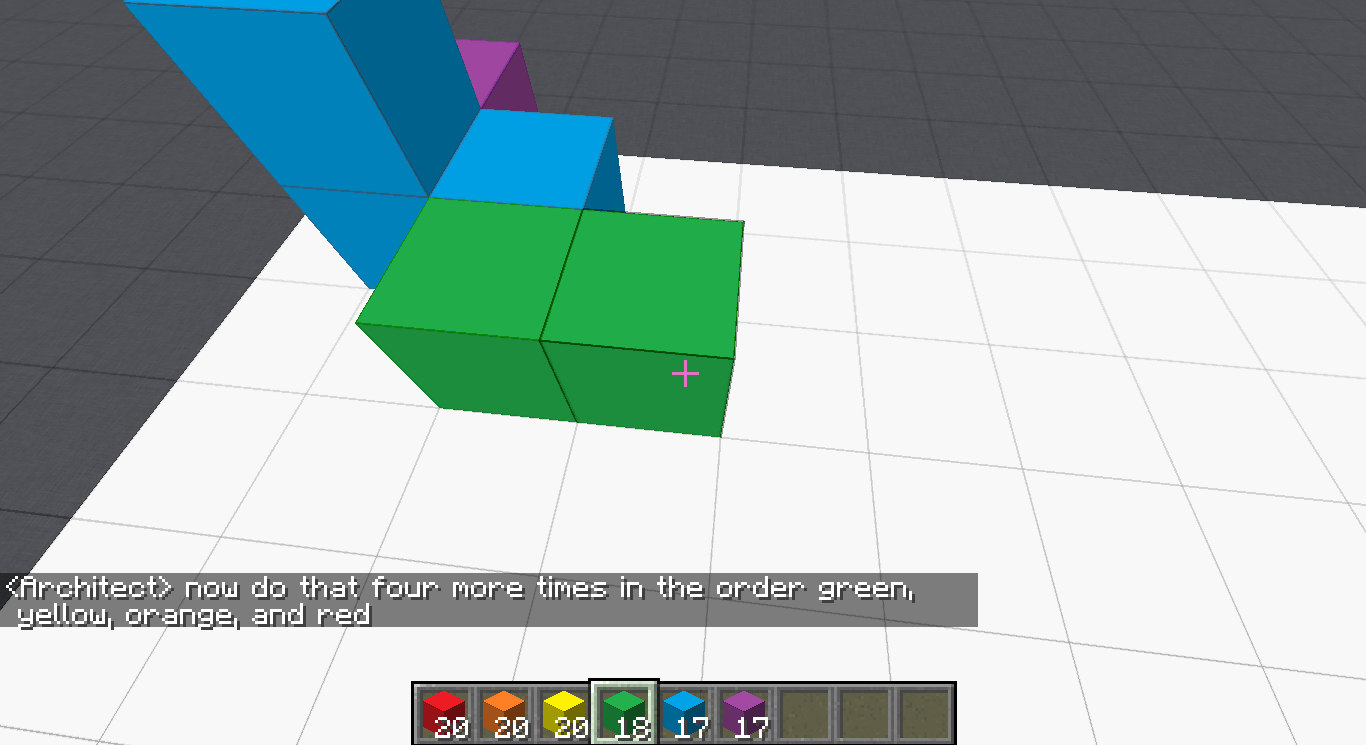 <Architect> now do that four more times in the order green,
yellow, orange, and red
20 20 20 18 17 17